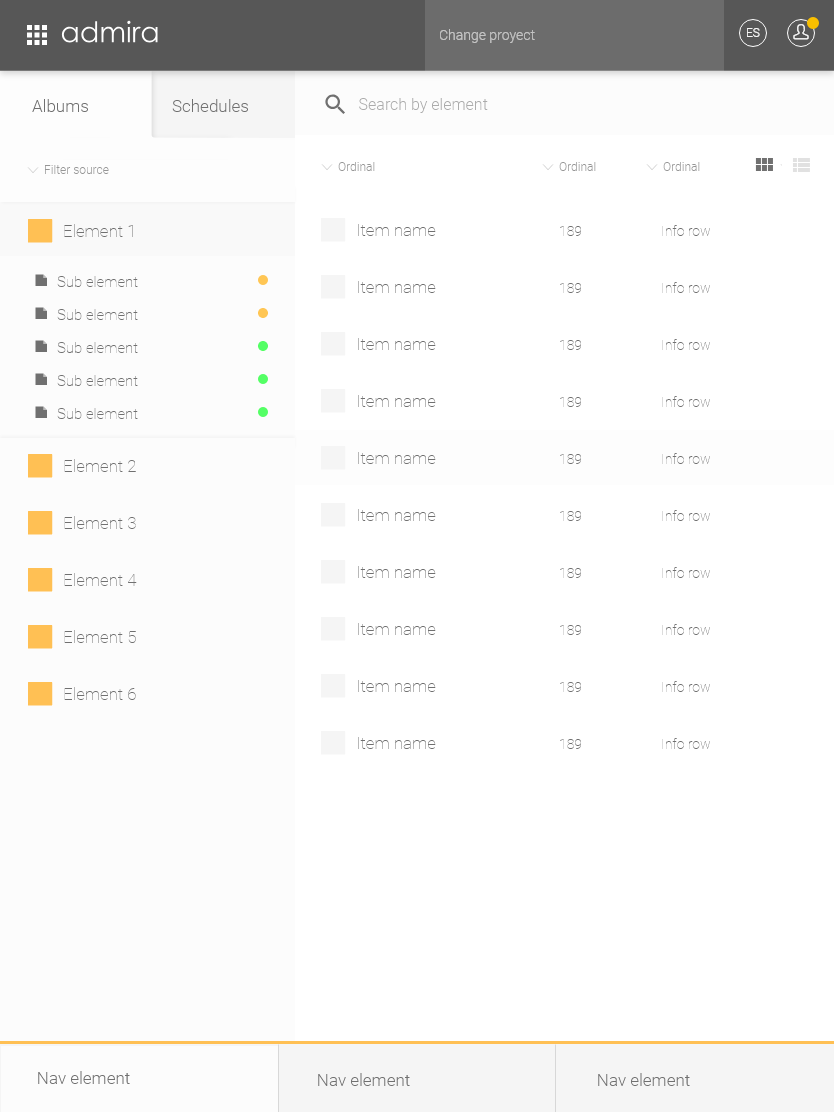 admira
Change proyect
ES
Albums
Schedules
Search by element
Filter source
Ordinal
Ordinal
Ordinal
Element 1
Sub element
Sub element
Sub element
Sub element
Sub element
Element 2
Element 3
Element 4
Element 5
Element 6
Item name 189 Info row
Item name 189 Info row
Item name 189 Info row
Item name 189 Info row
Item name 189 Info row
Item name 189 Info row
Item name 189 Info row
Item name 189 Info row
Item name 189 Info row
Item name 189 Info row
Nav element
Nav element
Nav element